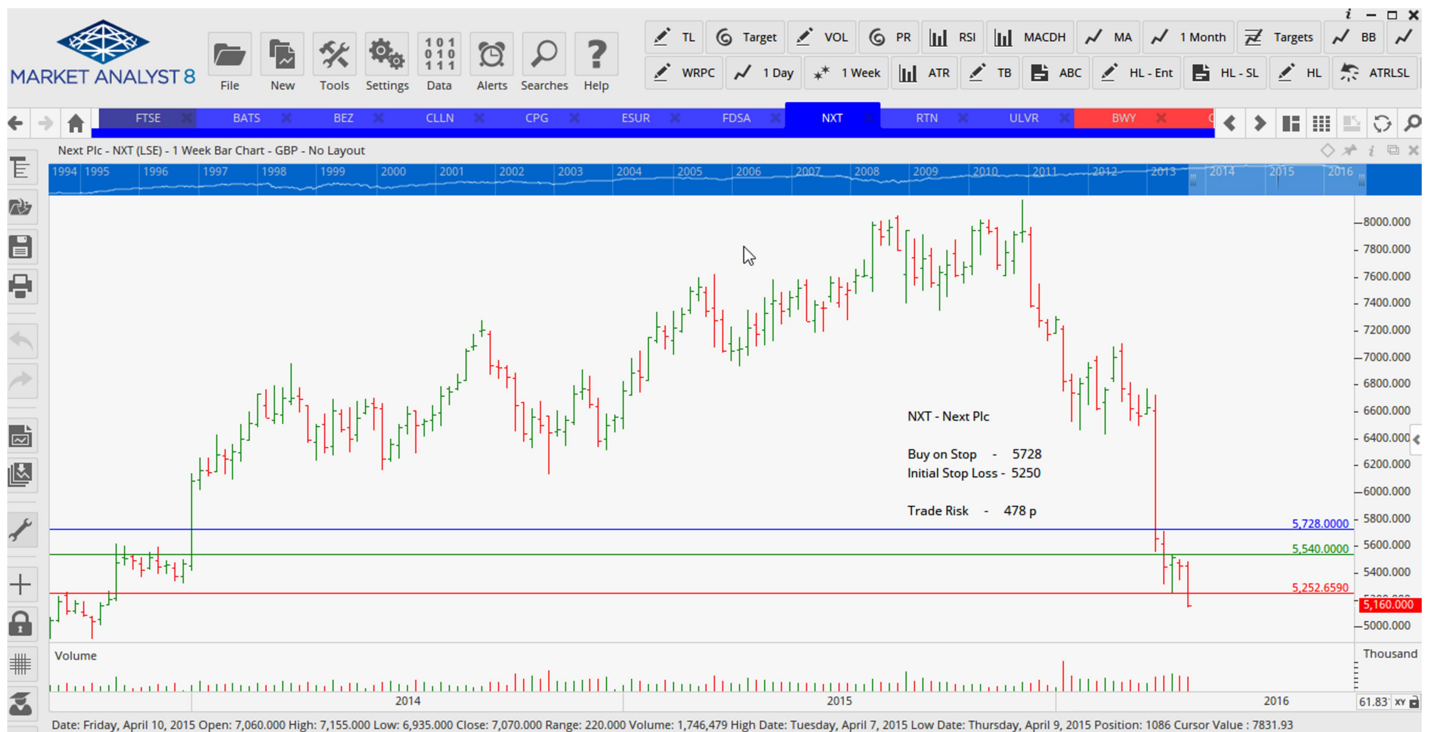 i
MARKET ANALYST 8
File New Tools Settings Data Alerts Searches Help
101
010
111
TL Target VOL PR RSI MACDH MA 1 Month Targets BB
WRPC 1 Day 1 Week ATR TB ABC HL - Ent HL - SL HL ATRLSL
FTSE BATS BEZ CLLN CPG ESUR FDSA NXT RTN ULVR BWY
Next Plc - NXT (LSE) - 1 Week Bar Chart - GBP - No Layout
1994 1995 1996 1997 1998 1999 2000 2001 2002 2003 2004 2005 2006 2007 2008 2009 2010 2011 2012 2013 2014 2015 2016
8000.000
7800.000
7600.000
7400.000
7200.000
7000.000
6800.000
6600.000
6400.000
6200.000
6000.000
5800.000
5600.000
5400.000
5,160.000
5000.000
NXT - Next Plc
Buy on Stop - 5728
Initial Stop Loss - 5250
Trade Risk - 478 p
5,728.0000
5,540.0000
5,252.6590
Volume
Thousand
2014 2015 2016
61.83 XY
Date: Friday, April 10, 2015 Open: 7,060.000 High: 7,155.000 Low: 6,935.000 Close: 7,070.000 Range: 220.000 Volume: 1,746,479 High Date: Tuesday, April 7, 2015 Low Date: Thursday, April 9, 2015 Position: 1086 Cursor Value : 7831.93